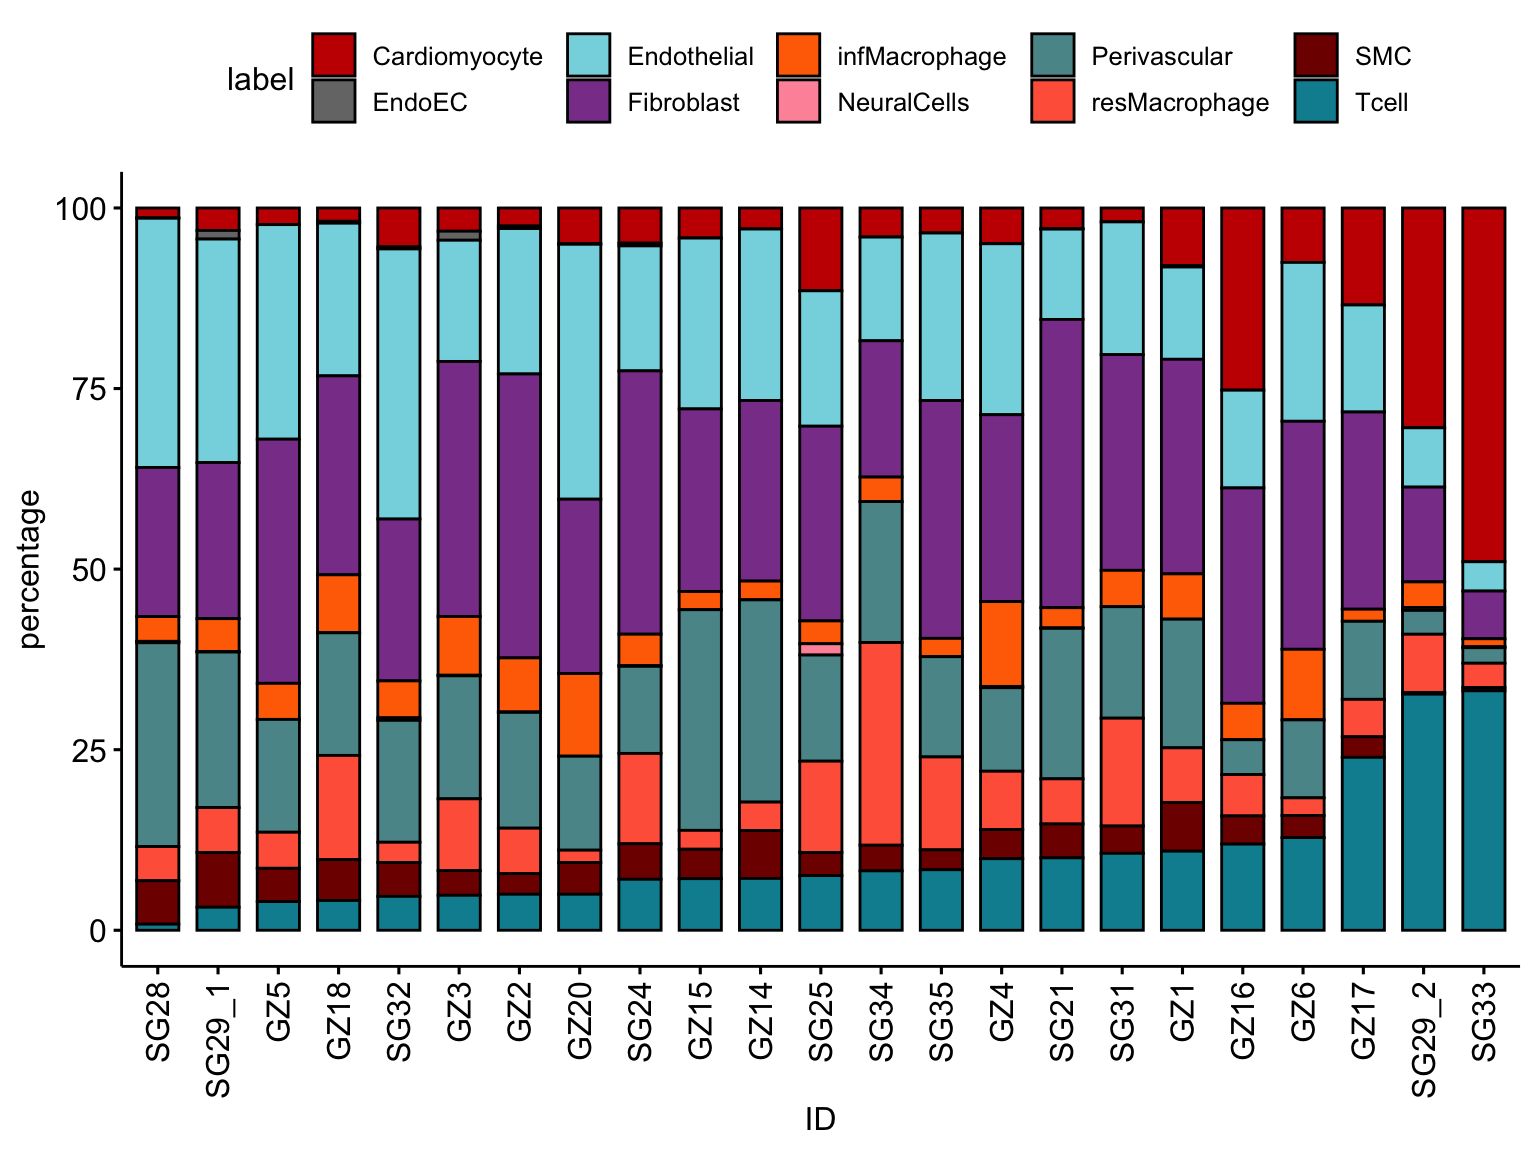 label
Cardiomyocyte Endothelial infMacrophage Perivascular SMC
EndoEC Fibroblast NeuralCells resMacrophage Tcell
percentage
100
75
50
25
0
SG28 SG29_1 GZ5 GZ18 SG32 GZ3 GZ2 GZ20 SG24 GZ15 GZ14 SG25 SG34 SG35 GZ4 SG21 SG31 GZ1 GZ16 GZ6 GZ17 SG29_2 SG33
ID